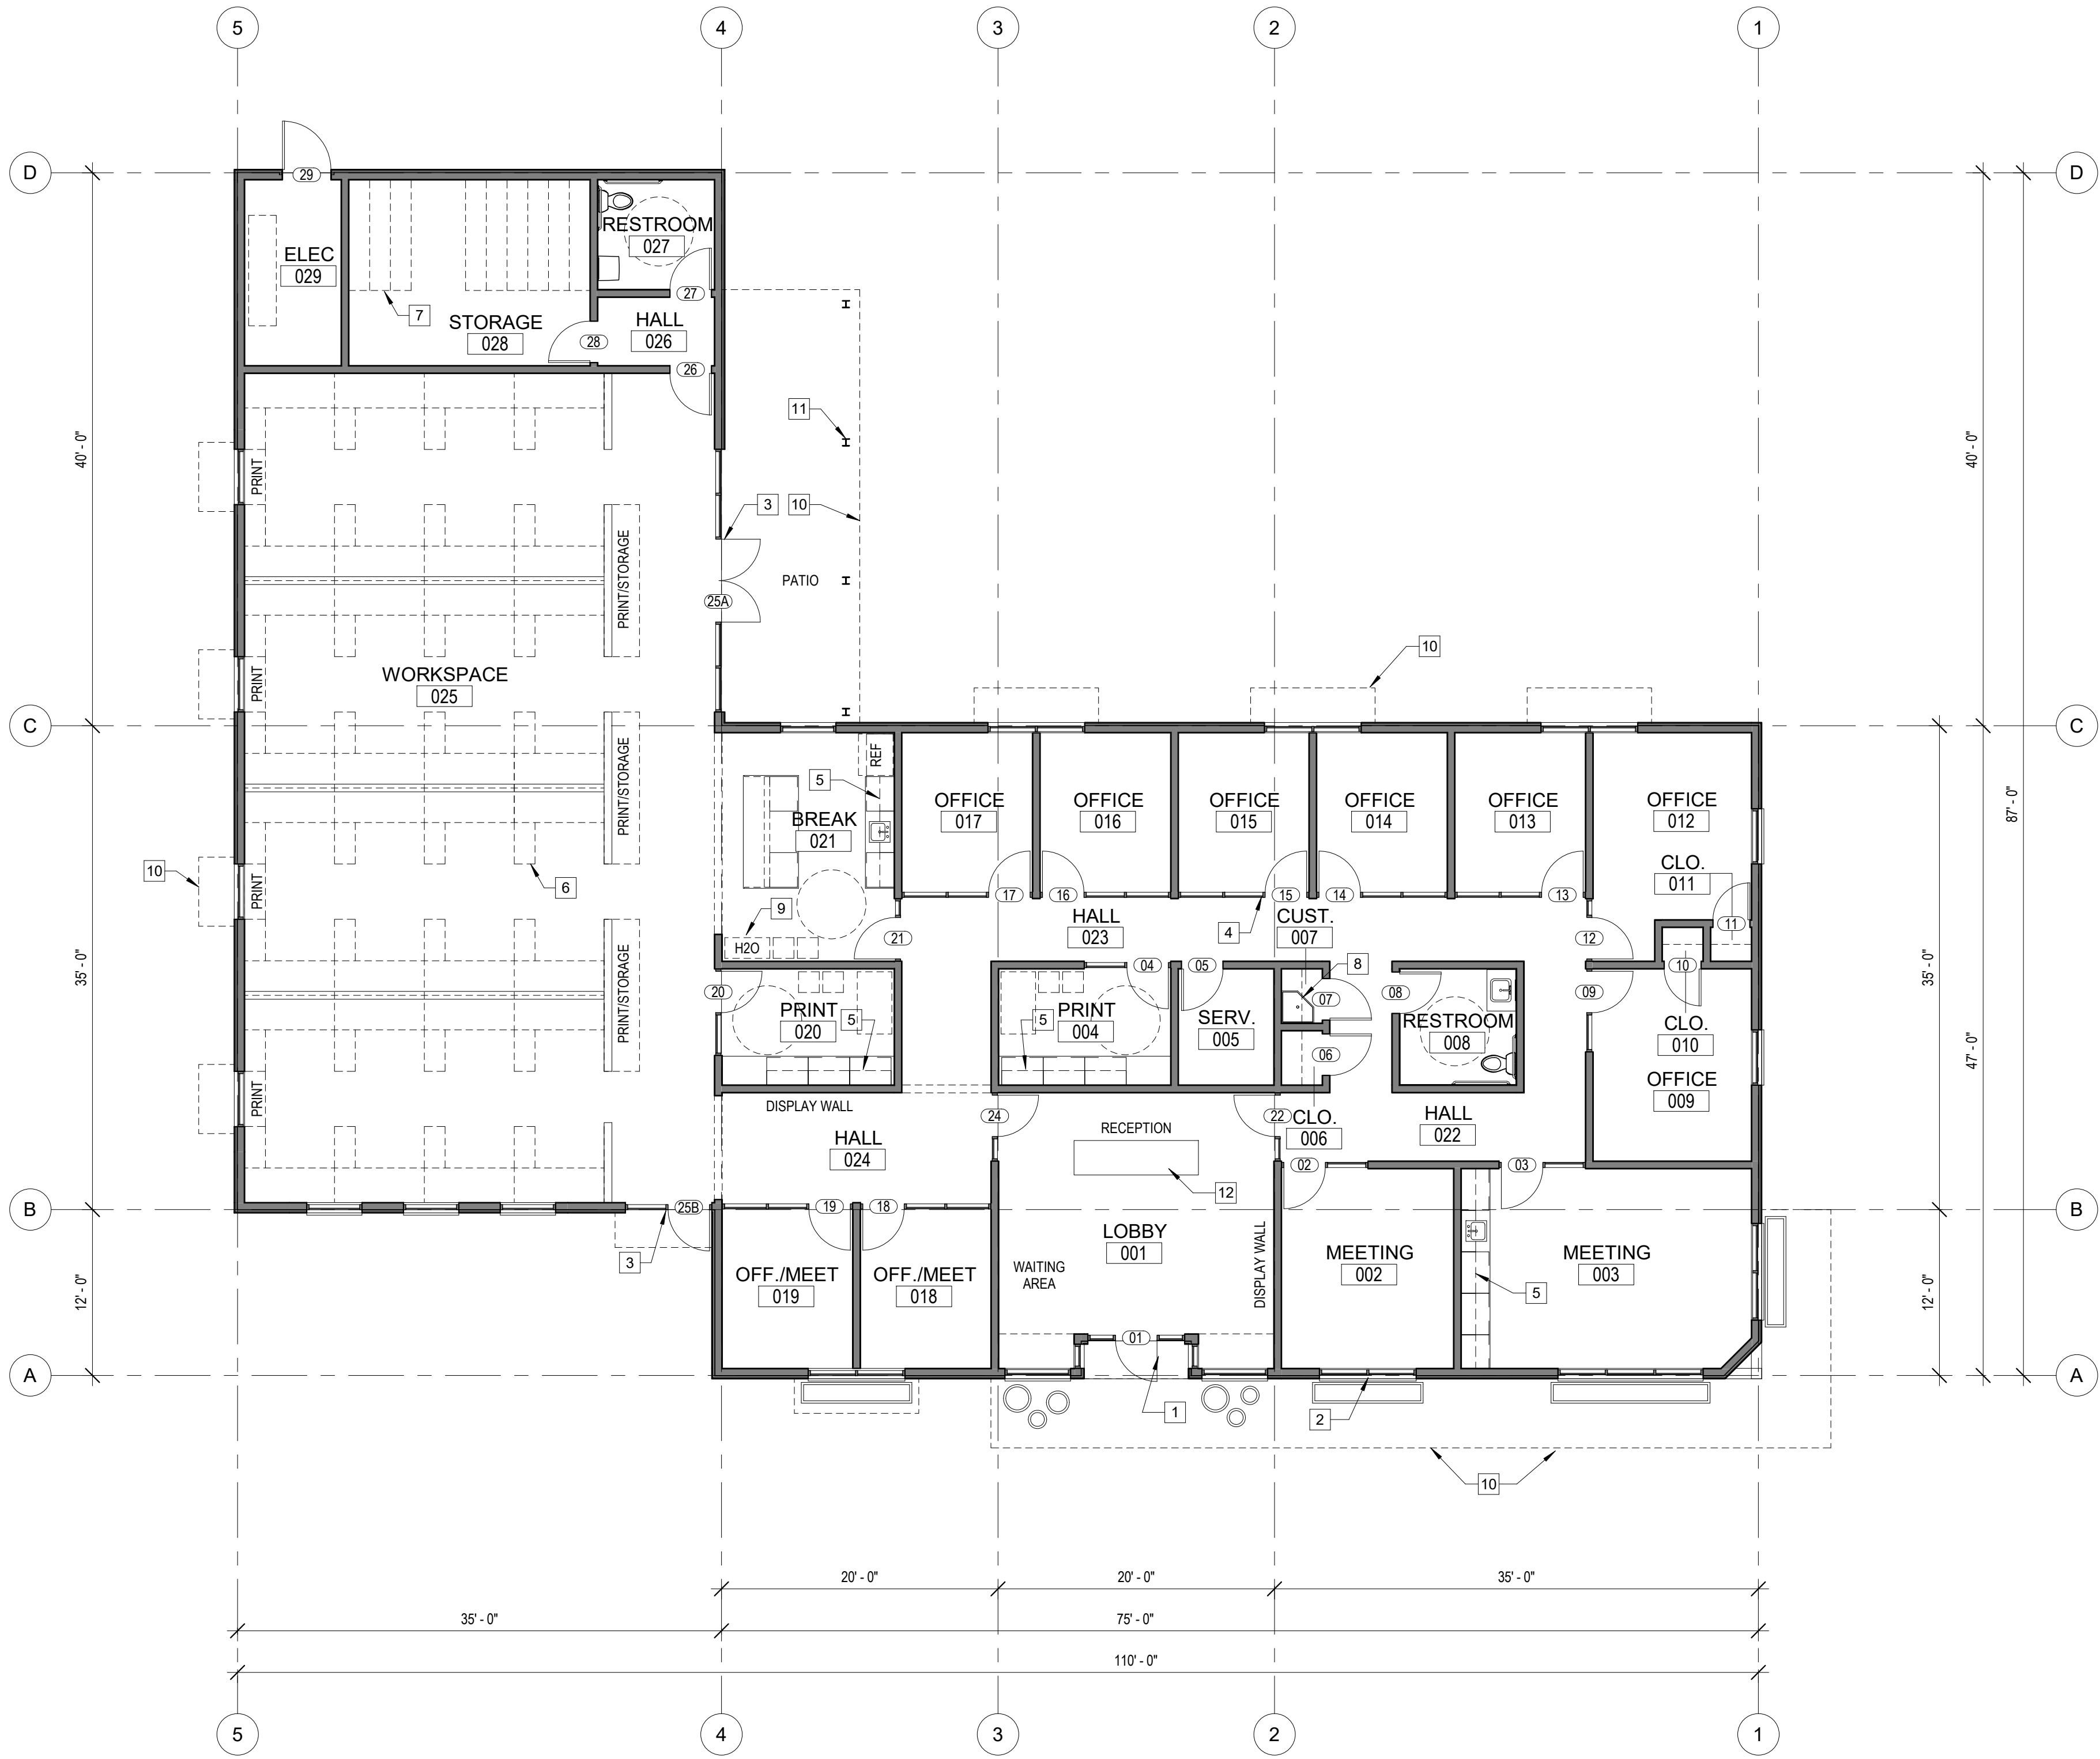 5 4 3 2 1
D 29 D
RESTROOM
027
ELEC
029
27
7
STORAGE
028
HALL
026
28
26
11
40' - 0"
40' - 0"
PRINT
3 10
PRINT/STORAGE
PATIO
25A
10
WORKSPACE
025
PRINT
C C
REF
5
PRINT/STORAGE
87' - 0"
BREAK
021
OFFICE
017
OFFICE
016
OFFICE
015
OFFICE
014
OFFICE
013
OFFICE
012
CLO.
011
10
PRINT
6
17 16 15 14 13
9
H2O
21
HALL
023
4
CUST.
007
11
12
35' - 0"
35' - 0"
PRINT/STORAGE
04 05
8
10
20
07
08
09
PRINT
020
5
5
PRINT
004
SERV.
005
RESTROOM
008
CLO.
010
06
47' - 0"
OFFICE
009
PRINT
DISPLAY WALL
24
22
CLO.
006
RECEPTION
HALL
022
HALL
024
02
03
12
B B
25B
19 18
3
LOBBY
001
DISPLAY WALL
WAITING
AREA
MEETING
002
MEETING
003
5
OFF./MEET
019
OFF./MEET
018
12' - 0"
12' - 0"
01
A A
1
2
10
20' - 0" 20' - 0" 35' - 0"
35' - 0" 75' - 0"
110' - 0"
5 4 3 2 1